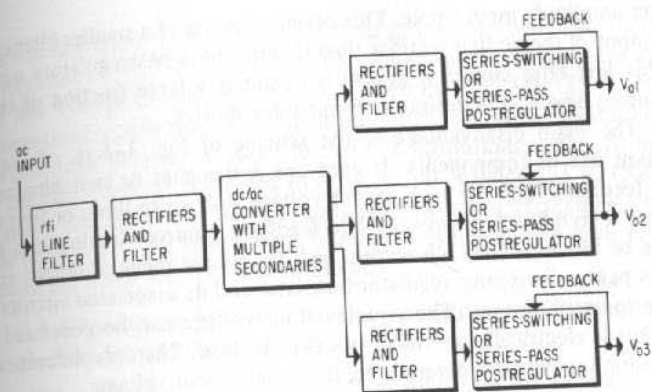 FEEDBACK
RECTIFIERS
AND
FILTER
SERIES-SWITCHING
OR
SERIES-PASS
POSTREGULATOR
Vo1
ac
INPUT
FEEDBACK
rfi
LINE
FILTER
RECTIFIERS
AND
FILTER
dc/ac
CONVERTER
WITH
MULTIPLE
SECONDARIES
RECTIFIERS
AND
FILTER
SERIES-SWITCHING
OR
SERIES-PASS
POSTREGULATOR
Vo2
FEEDBACK
RECTIFIERS
AND
FILTER
SERIES-SWITCHING
OR
SERIES-PASS
POSTREGULATOR
Vo3